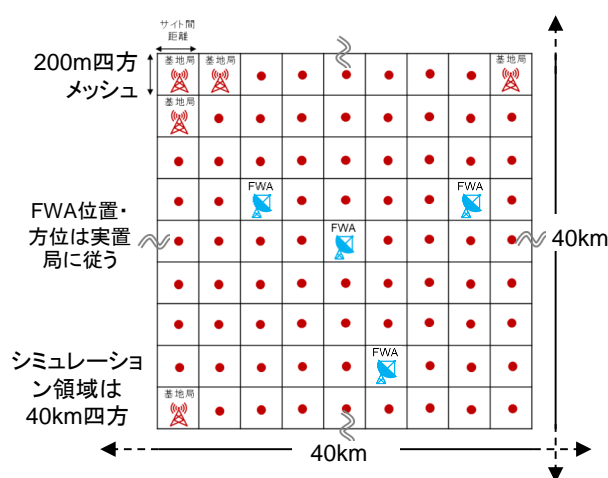 サイト間
距離
200m四方
メッシュ
基地局
基地局
基地局
基地局
FWA
FWA
FWA位置・
方位は実置
局に従う
FWA
40km
FWA
シミュレーショ
ン領域は
40km四方
基地局
40km